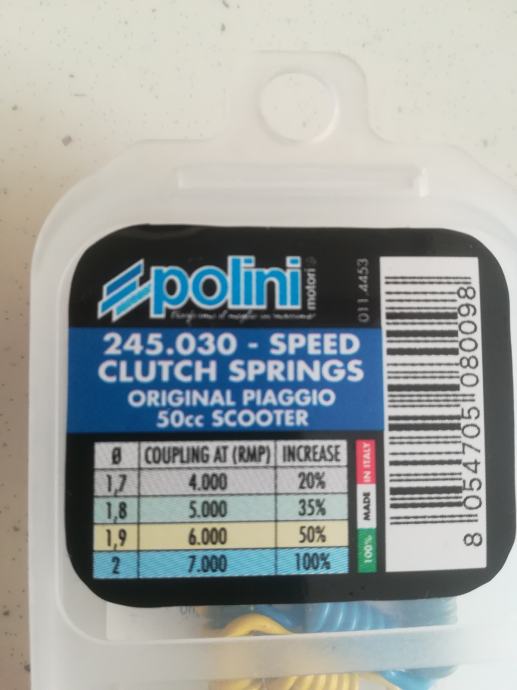 polini
motori
011.4453
245.030 - SPEED
CLUTCH SPRINGS
ORIGINAL PIAGGIO
50cc SCOOTER
Ø COUPLING AT (RMP) INCREASE
1,7 4.000 20%
1,8 5.000 35%
1,9 6.000 50%
2 7.000 100%
100% MADE IN ITALY
8 054705 080098